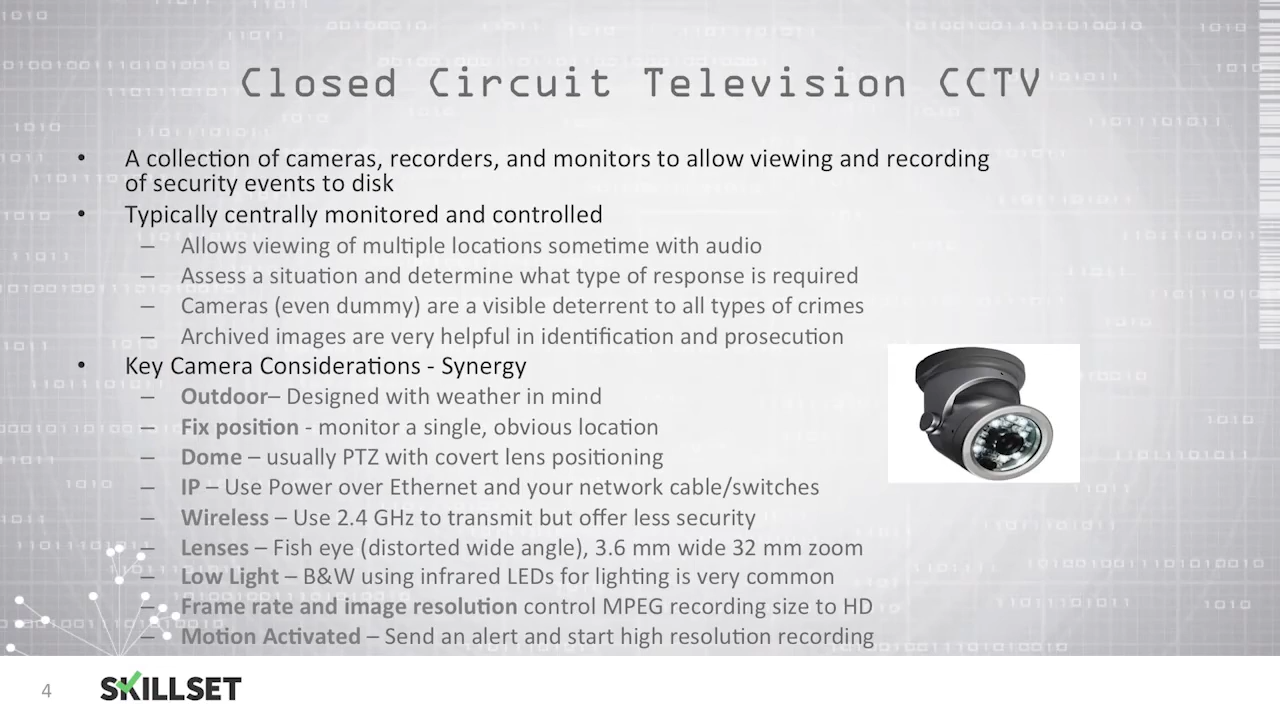 Closed Circuit Television CCTV
• A collection of cameras, recorders, and monitors to allow viewing and recording
of security events to disk
• Typically centrally monitored and controlled
– Allows viewing of multiple locations sometime with audio
– Assess a situation and determine what type of response is required
– Cameras (even dummy) are a visible deterrent to all types of crimes
– Archived images are very helpful in identification and prosecution
• Key Camera Considerations - Synergy
– Outdoor– Designed with weather in mind
– Fix position - monitor a single, obvious location
– Dome – usually PTZ with covert lens positioning
– IP – Use Power over Ethernet and your network cable/switches
– Wireless – Use 2.4 GHz to transmit but offer less security
– Lenses – Fish eye (distorted wide angle), 3.6 mm wide 32 mm zoom
– Low Light – B&W using infrared LEDs for lighting is very common
– Frame rate and image resolution control MPEG recording size to HD
– Motion Activated – Send an alert and start high resolution recording
4
SKILLSET